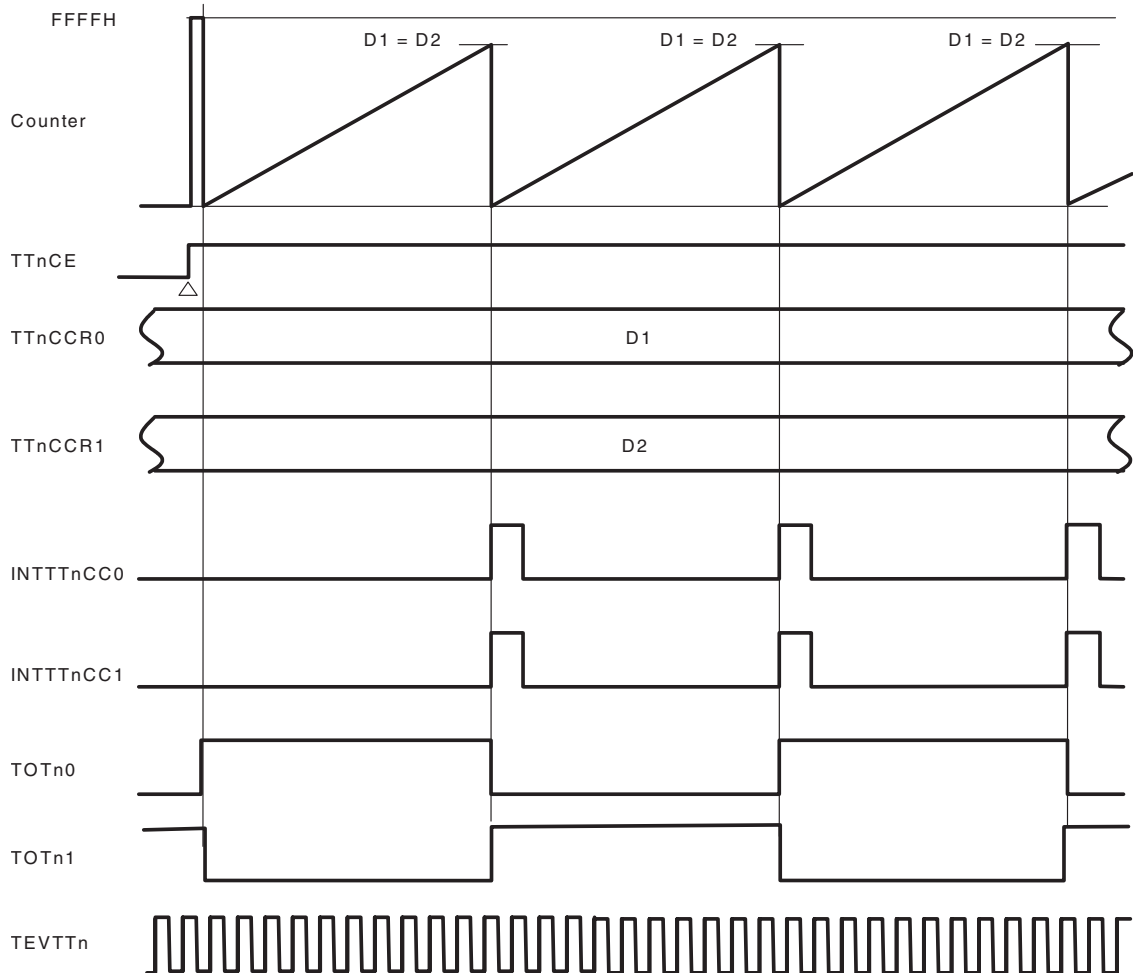 FFFFH
D1 = D2
D1 = D2
D1 = D2
Counter
TTnCE
TTnCCR0
D1
TTnCCR1
D2
INTTTnCC0
INTTTnCC1
TOTn0
TOTn1
TEVTTn